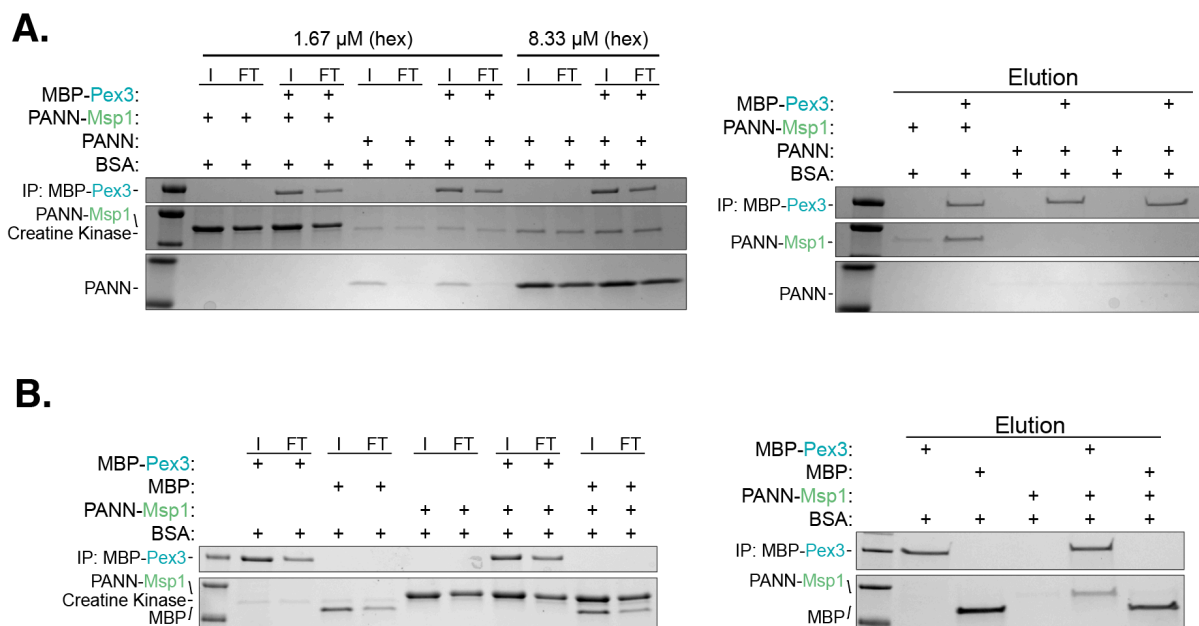 A.
1.67 µM (hex) 8.33 µM (hex)
I FT I FT I FT I FT I FT I FT
MBP-Pex3: + + + + + +
PANN-Msp1: + + + +
PANN: + + + + + + + +
BSA: + + + + + + + + + + + +
IP: MBP-Pex3-
PANN-Msp1\
Creatine Kinase-
PANN-
Elution
MBP-Pex3: + + +
PANN-Msp1: + +
PANN: + + + +
BSA: + + + + + +
IP: MBP-Pex3-
PANN-Msp1-
PANN-
B.
I FT I FT I FT I FT I FT
MBP-Pex3: + + + +
MBP: + + + +
PANN-Msp1: + + + + + +
BSA: + + + + + + + + + +
IP: MBP-Pex3-
PANN-Msp1\
Creatine Kinase-
MBP/
Elution
MBP-Pex3: + +
MBP: + +
PANN-Msp1: + + +
BSA: + + + + +
IP: MBP-Pex3-
PANN-Msp1\
MBP/